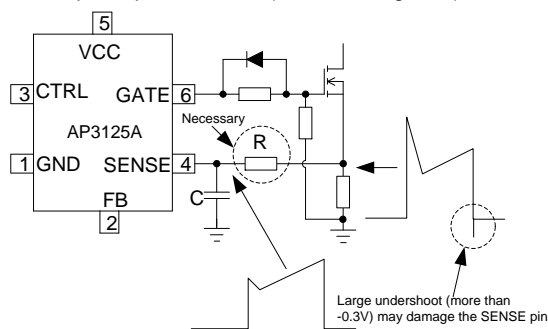 5
VCC
3 CTRL GATE 6
Necessary
AP3125A
R
1 GND SENSE 4
C
FB
2
Large undershoot (more than
-0.3V) may damage the SENSE pin